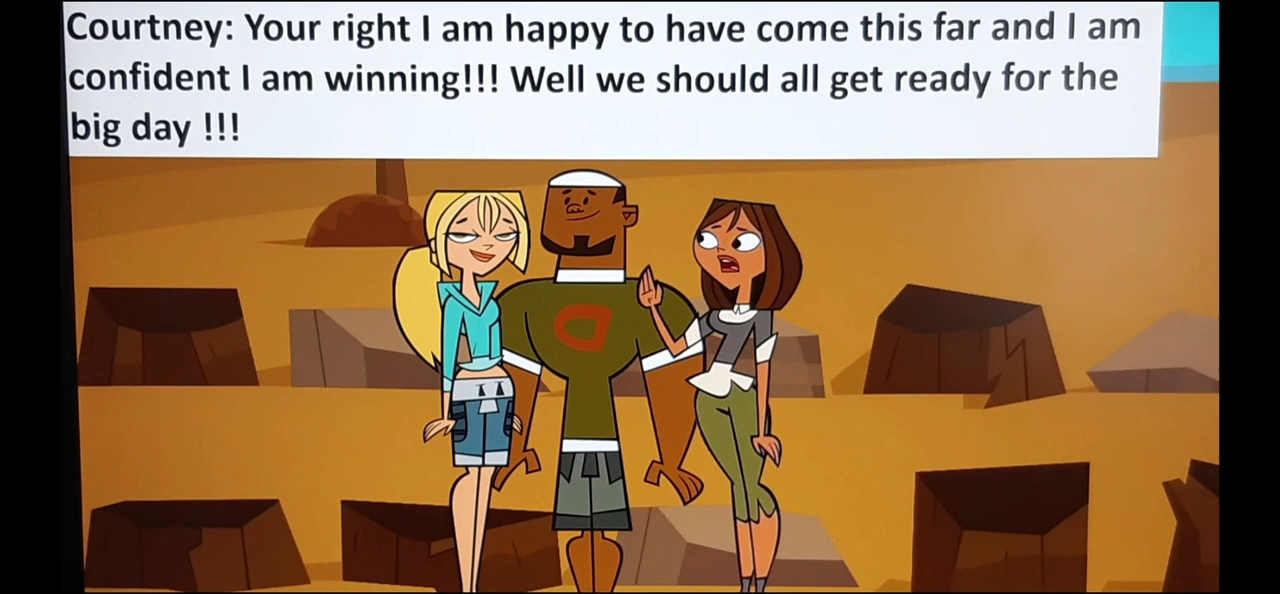 Courtney: Your right I am happy to have come this far and I am
confident I am winning!!! Well we should all get ready for the
big day !!!